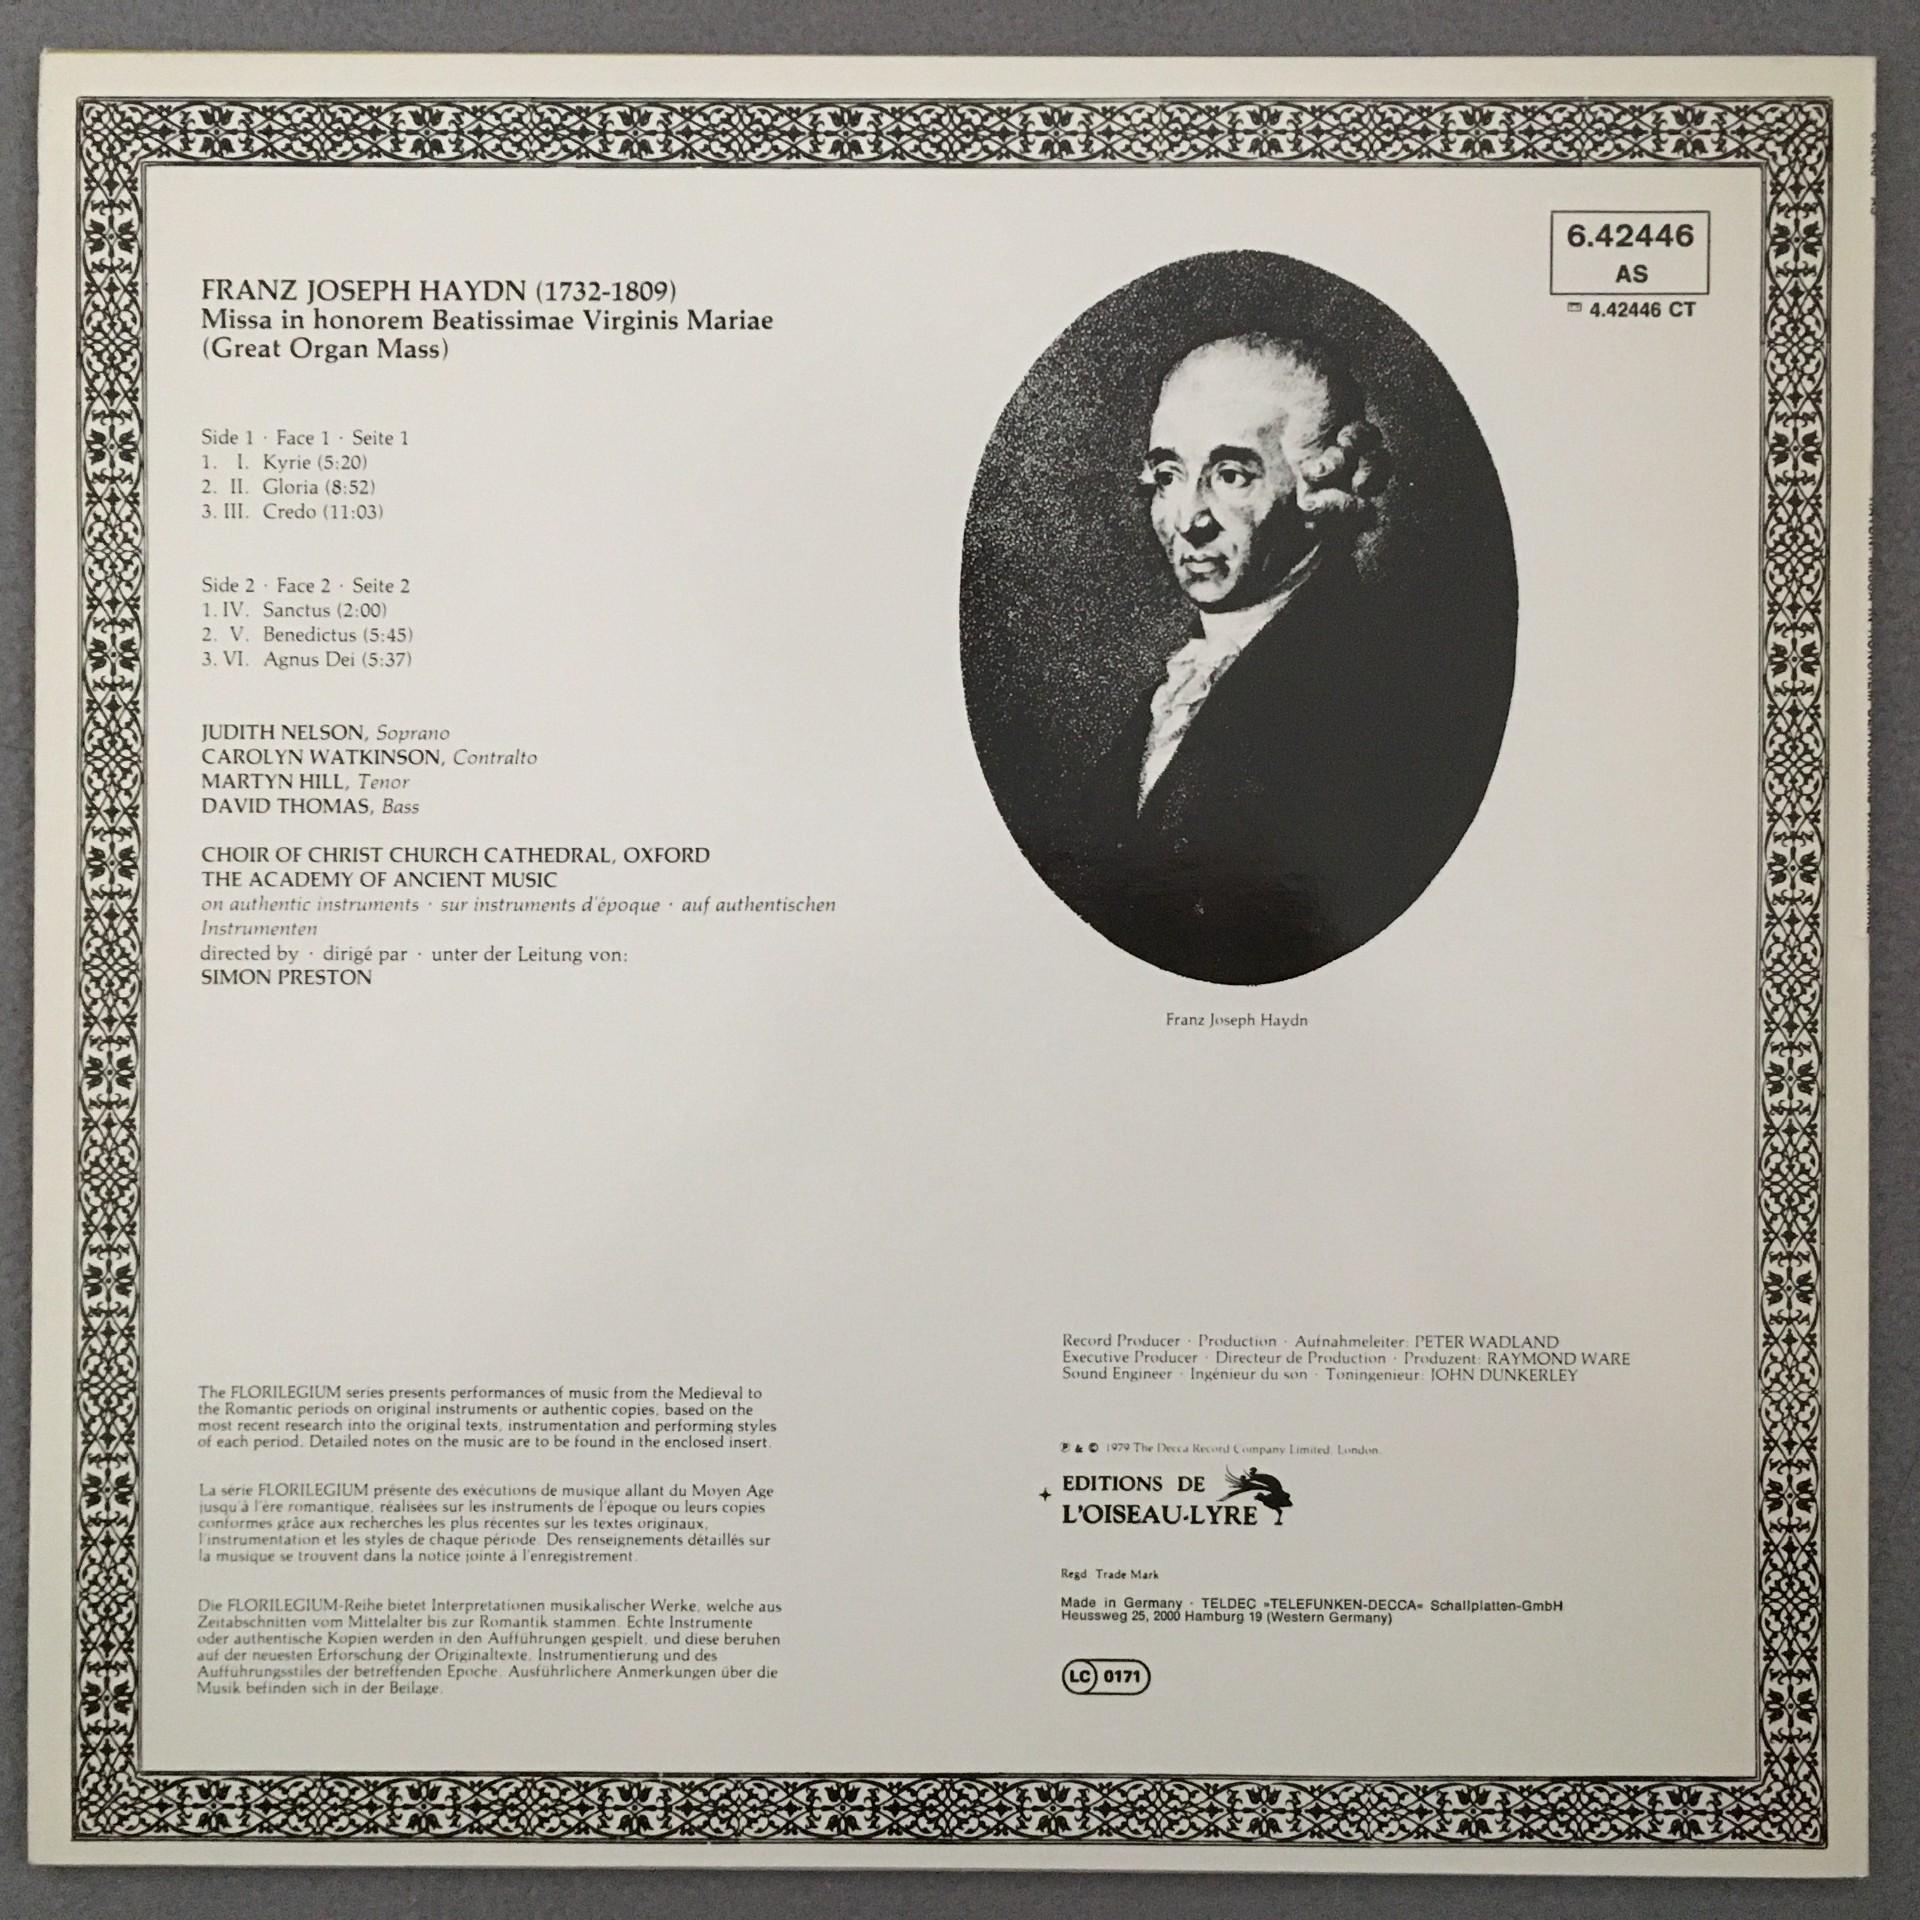 6.42446
AS
4.42446 CT
FRANZ JOSEPH HAYDN (1732-1809)
Missa in honorem Beatissimae Virginis Mariae
(Great Organ Mass)
Side 1 · Face 1 · Seite 1
1. I. Kyrie (5:20)
2. II. Gloria (8:52)
3. III. Credo (11:03)
Side 2 · Face 2 · Seite 2
1. IV. Sanctus (2:00)
2. V. Benedictus (5:45)
3. VI. Agnus Dei (5:37)
JUDITH NELSON, Soprano
CAROLYN WATKINSON, Contralto
MARTYN HILL, Tenor
DAVID THOMAS, Bass
CHOIR OF CHRIST CHURCH CATHEDRAL, OXFORD
THE ACADEMY OF ANCIENT MUSIC
on authentic instruments · sur instruments d'époque · auf authentischen
Instrumenten
directed by · dirigé par · unter der Leitung von:
SIMON PRESTON
Franz Joseph Haydn
The FLORILEGIUM series presents performances of music from the Medieval to
the Romantic periods on original instruments or authentic copies, based on the
most recent research into the original texts, instrumentation and performing styles
of each period. Detailed notes on the music are to be found in the enclosed insert.
La série FLORILEGIUM présente des exécutions de musique allant du Moyen Age
jusqu'à l'ère romantique, réalisées sur les instruments de l'époque ou leurs copies
conformes grâce aux recherches les plus récentes sur les textes originaux,
l'instrumentation et les styles de chaque période. Des renseignements détaillés sur
la musique se trouvent dans la notice jointe à l'enregistrement.
Die FLORILEGIUM-Reihe bietet Interpretationen musikalischer Werke, welche aus
Zeitabschnitten vom Mittelalter bis zur Romantik stammen. Echte Instrumente
oder authentische Kopien werden in den Aufführungen gespielt, und diese beruhen
auf der neuesten Erforschung der Originaltexte, Instrumentierung und des
Aufführungsstiles der betreffenden Epoche. Ausführlichere Anmerkungen über die
Musik befinden sich in der Beilage.
Record Producer · Production · Aufnahmeleiter: PETER WADLAND
Executive Producer · Directeur de Production · Produzent: RAYMOND WARE
Sound Engineer · Ingénieur du son · Toningenieur: JOHN DUNKERLEY
℗ & © 1979 The Decca Record Company Limited, London.
EDITIONS DE
L'OISEAU-LYRE
Regd. Trade Mark
Made in Germany · TELDEC »TELEFUNKEN-DECCA« Schallplatten-GmbH
Heussweg 25, 2000 Hamburg 19 (Western Germany)
LC 0171